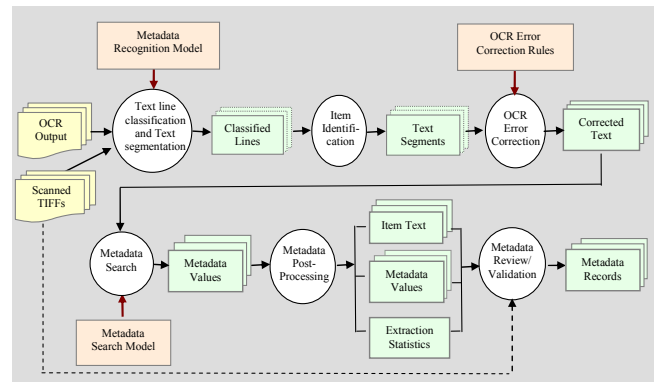 Metadata
Recognition Model
OCR Error
Correction Rules
OCR
Output
Scanned
TIFFs
Text line
classification
and Text
segmentation
Classified
Lines
Item
Identifi-
cation
Text
Segments
OCR
Error
Correction
Corrected
Text
Metadata
Search
Metadata
Search Model
Metadata
Values
Metadata
Post-
Processing
Item Text
Metadata
Values
Extraction
Statistics
Metadata
Review/
Validation
Metadata
Records